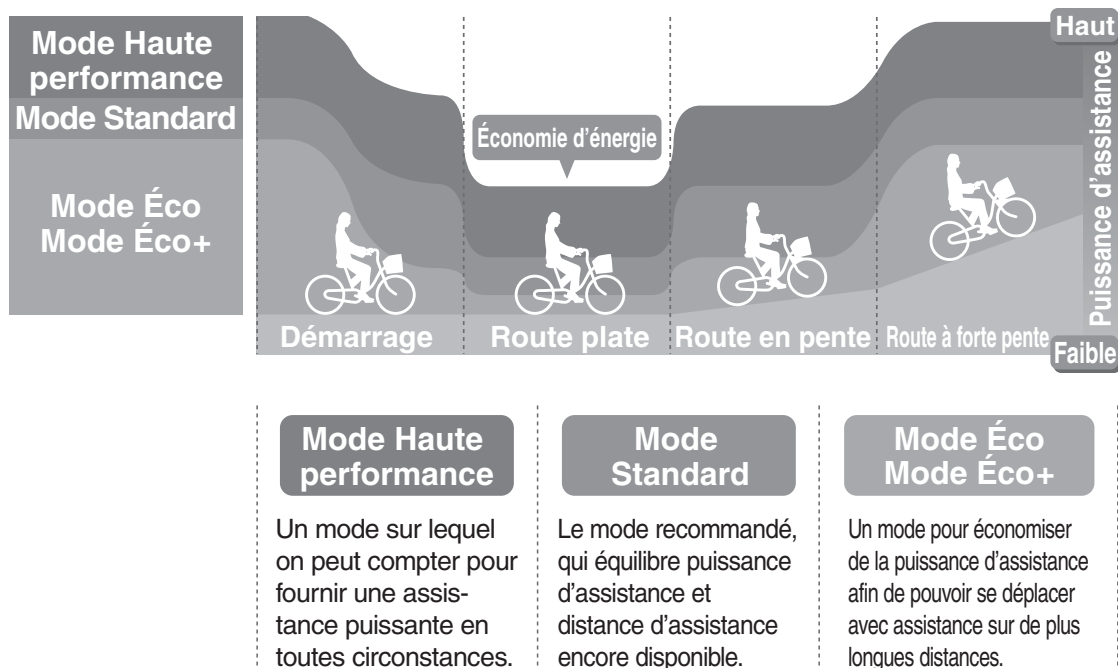 Mode Haute
performance
Mode Standard
Mode Éco
Mode Éco+
Économie d'énergie
Démarrage
Route plate
Route en pente
Route à forte pente
Haut
Puissance d'assistance
Faible
Mode Haute
performance
Un mode sur lequel
on peut compter pour
fournir une assis-
tance puissante en
toutes circonstances.
Mode
Standard
Le mode recommandé,
qui équilibre puissance
d'assistance et
distance d'assistance
encore disponible.
Mode Éco
Mode Éco+
Un mode pour économiser
de la puissance d'assistance
afin de pouvoir se déplacer
avec assistance sur de plus
longues distances.